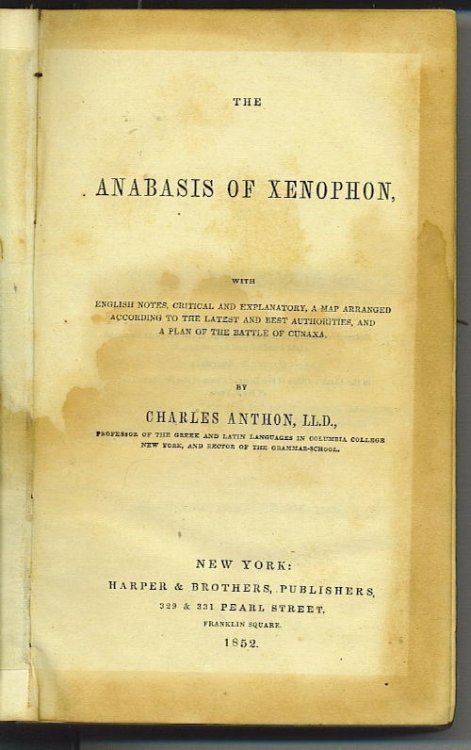 THE
ANABASIS OF XENOPHON,
WITH
ENGLISH NOTES, CRITICAL AND EXPLANATORY, A MAP ARRANGED
ACCORDING TO THE LATEST AND BEST AUTHORITIES, AND
A PLAN OF THE BATTLE OF CUNAXA.
BY
CHARLES ANTHON, LL.D.,
PROFESSOR OF THE GREEK AND LATIN LANGUAGES IN COLUMBIA COLLEGE
NEW YORK, AND RECTOR OF THE GRAMMAR-SCHOOL.
NEW YORK:
HARPER & BROTHERS, PUBLISHERS,
329 & 331 PEARL STREET,
FRANKLIN SQUARE.
1852.